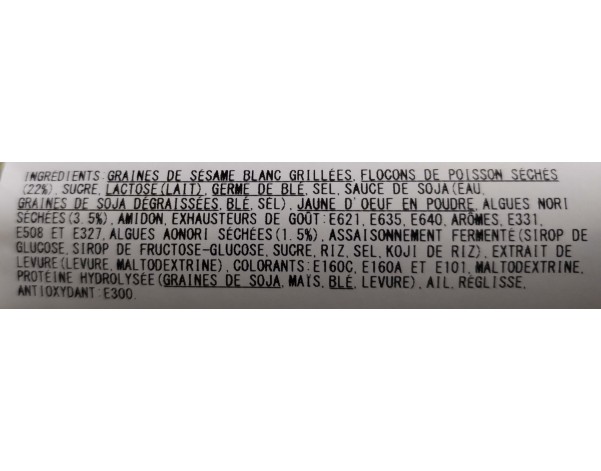 INGRÉDIENTS:GRAINES DE SÉSAME BLANC GRILLÉES, FLOCONS DE POISSON SÉCHÉS
(22%), SUCRE, LACTOSE(LAIT), GERME DE BLÉ, SEL, SAUCE DE SOJA(EAU,
GRAINES DE SOJA DÉGRAISSÉES, BLÉ, SEL), JAUNE D'OEUF EN POUDRE, ALGUES NORI
SÉCHÉES(3.5%), AMIDON, EXHAUSTEURS DE GOÛT:E621, E635, E640, ARÔMES, E331,
E508 ET E327, ALGUES AONORI SÉCHÉES(1.5%), ASSAISONNEMENT FERMENTÉ(SIROP DE
GLUCOSE, SIROP DE FRUCTOSE-GLUCOSE, SUCRE, RIZ, SEL, KOJI DE RIZ), EXTRAIT DE
LEVURE(LEVURE, MALTODEXTRINE), COLORANTS:E160C, E160A ET E101, MALTODEXTRINE,
PROTÉINE HYDROLYSÉE(GRAINES DE SOJA, MAÏS, BLÉ, LEVURE), AIL, RÉGLISSE,
ANTIOXYDANT:E300.